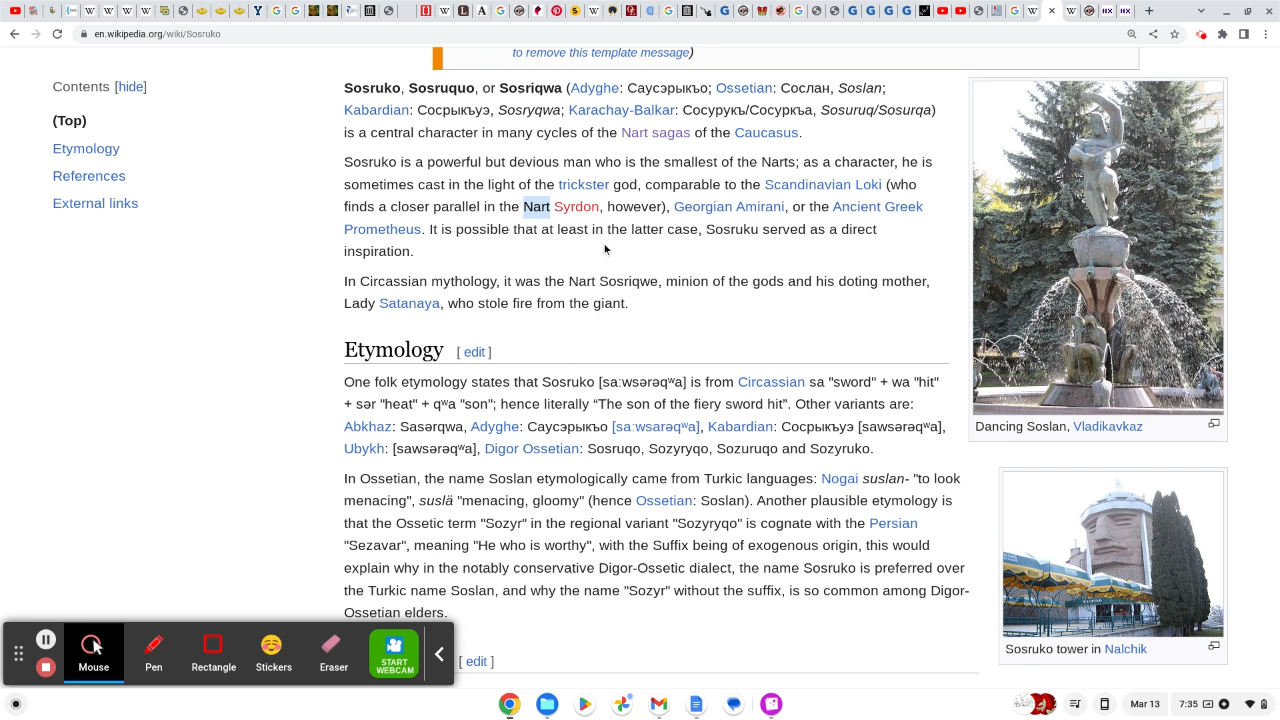 en.wikipedia.org/wiki/Sosruko
to remove this template message)
Contents [hide]
(Top)
Etymology
References
External links
Sosruko, Sosruquo, or Sosriqwa (Adyghe: Саусэрыкъо; Ossetian: Сослан, Soslan;
Kabardian: Сосрыкъуэ, Sosryqwa; Karachay-Balkar: Сосурукъ/Сосуркъа, Sosuruq/Sosurqa)
is a central character in many cycles of the Nart sagas of the Caucasus.
Sosruko is a powerful but devious man who is the smallest of the Narts; as a character, he is
sometimes cast in the light of the trickster god, comparable to the Scandinavian Loki (who
finds a closer parallel in the Nart Syrdon, however), Georgian Amirani, or the Ancient Greek
Prometheus. It is possible that at least in the latter case, Sosruku served as a direct
inspiration.
In Circassian mythology, it was the Nart Sosriqwe, minion of the gods and his doting mother,
Lady Satanaya, who stole fire from the giant.
Etymology [ edit ]
One folk etymology states that Sosruko [saːwsərəqʷa] is from Circassian sa "sword" + wa "hit"
+ sər "heat" + qʷa "son"; hence literally “The son of the fiery sword hit”. Other variants are:
Abkhaz: Sasərqwa, Adyghe: Саусэрыкъо [saːwsarəqʷa], Kabardian: Сосрыкъуэ [sawsərəqʷa],
Ubykh: [sawsərəqʷa], Digor Ossetian: Sosruqo, Sozyryqo, Sozuruqo and Sozyruko.
In Ossetian, the name Soslan etymologically came from Turkic languages: Nogai suslan- "to look
menacing", suslä "menacing, gloomy" (hence Ossetian: Soslan). Another plausible etymology is
that the Ossetic term "Sozyr" in the regional variant "Sozyryqo" is cognate with the Persian
"Sezavar", meaning "He who is worthy", with the Suffix being of exogenous origin, this would
explain why in the notably conservative Digor-Ossetic dialect, the name Sosruko is preferred over
the Turkic name Soslan, and why the name "Sozyr" without the suffix, is so common among Digor-
Ossetian elders.
[ edit ]
Dancing Soslan, Vladikavkaz
Sosruko tower in Nalchik
Mouse
Pen
Rectangle
Stickers
Eraser
START
WEBCAM
Mar 13
7:35